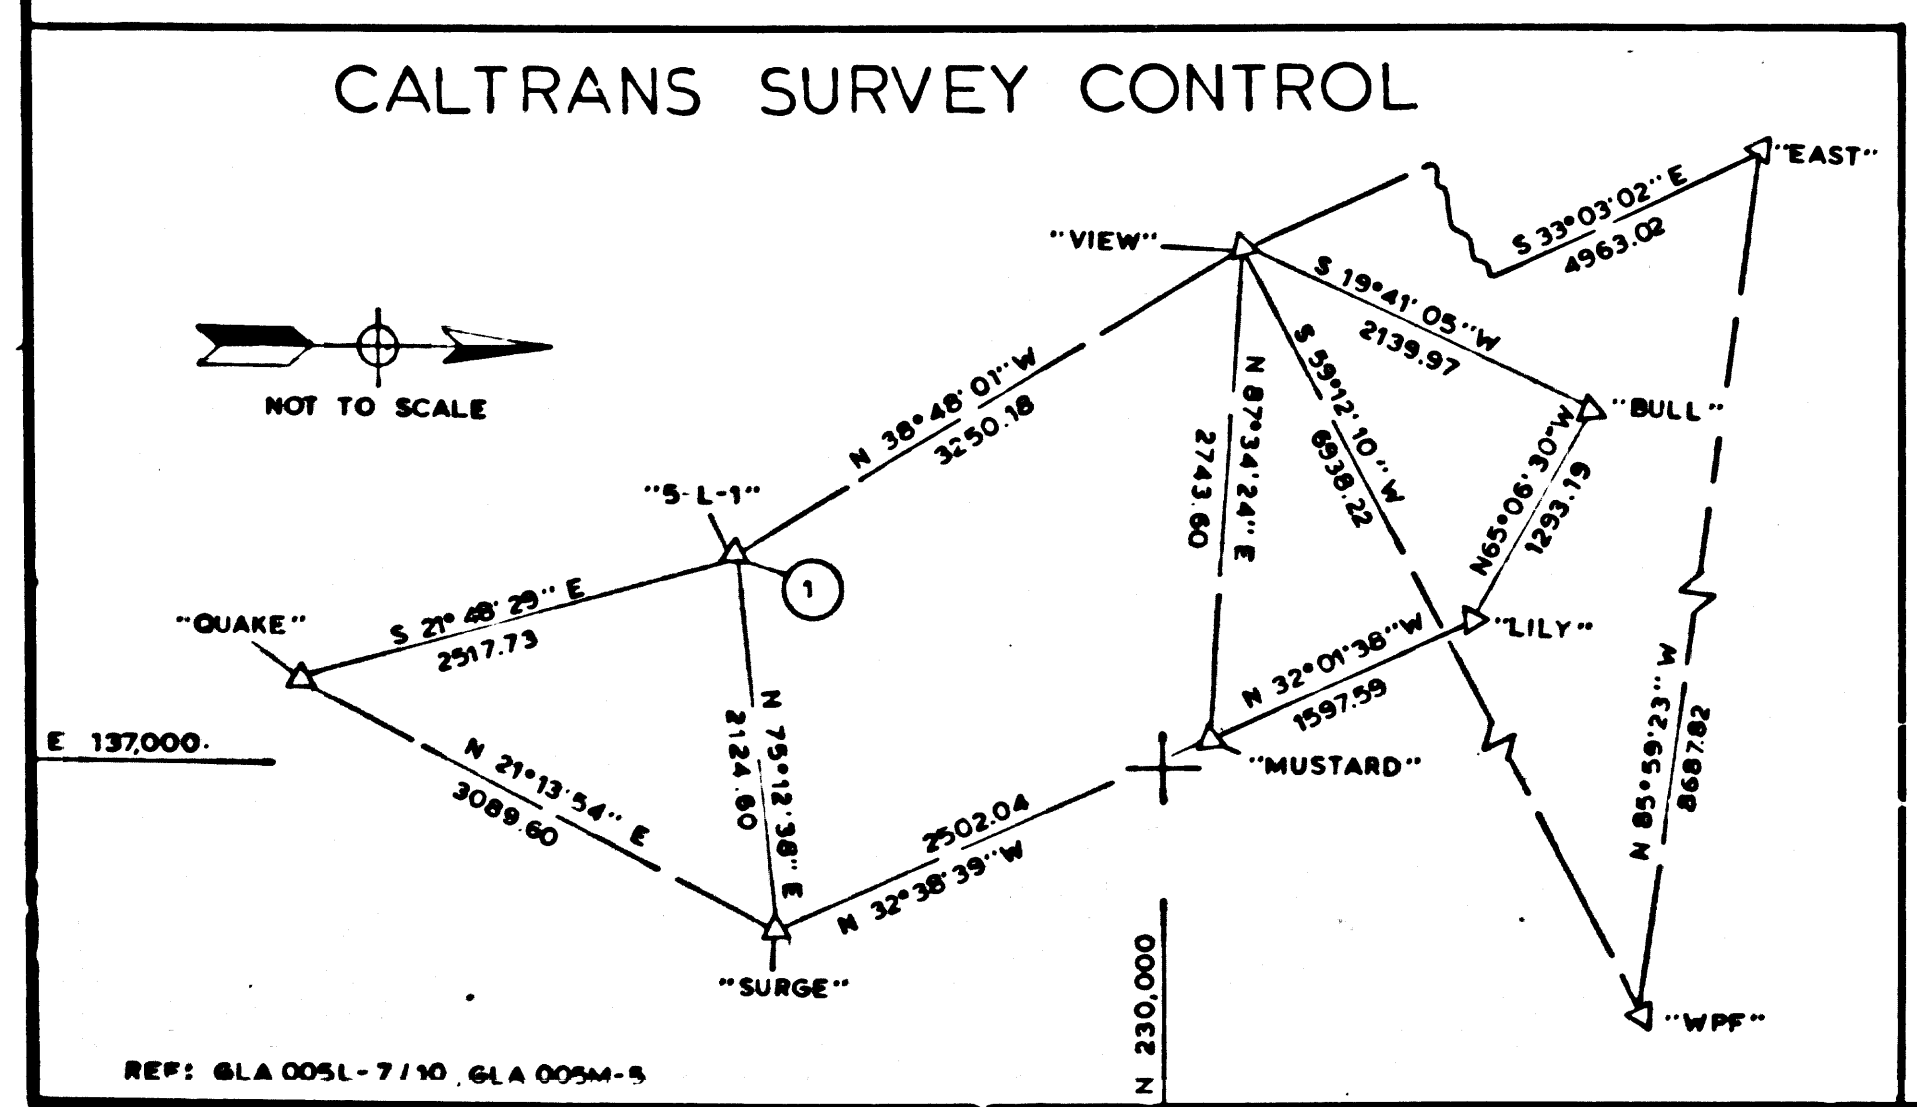 CALTRANS SURVEY CONTROL
"EAST"
S 33°03'02" E
4963.02
"VIEW"
S 19°41'05" W
2139.97
NOT TO SCALE
N 38°48'01" W
3250.18
N 87°34'24" E
2743.60
S 59°12'10" W
6938.22
"BULL"
N65°06'30"W
1293.19
"5-L-1"
1
"QUAKE"
S 21°48'29" E
2517.73
"LILY"
N 32°01'38" W
1597.59
E 137,000.
N 21°13'54" E
3089.60
N 75°12'38" E
2124.60
"MUSTARD"
2502.04
N 32°38'39" W
N 85°59'23" W
8687.82
"SURGE"
N 230,000
"WPF"
REF: GLA 005L-7/10, GLA 005M-5